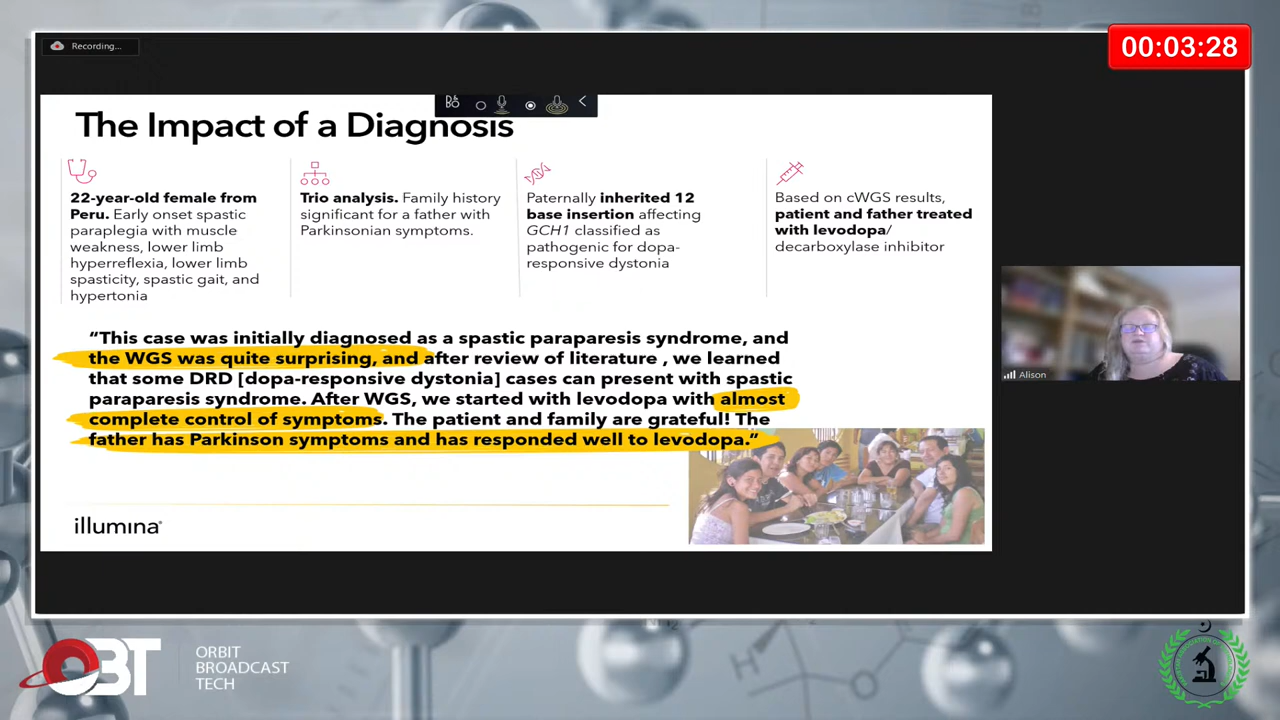 Recording...
00:03:28
The Impact of a Diagnosis
22-year-old female from
Peru. Early onset spastic
paraplegia with muscle
weakness, lower limb
hyperreflexia, lower limb
spasticity, spastic gait, and
hypertonia
Trio analysis. Family history
significant for a father with
Parkinsonian symptoms.
Paternally inherited 12
base insertion affecting
GCH1 classified as
pathogenic for dopa-
responsive dystonia
Based on cWGS results,
patient and father treated
with levodopa/
decarboxylase inhibitor
“This case was initially diagnosed as a spastic paraparesis syndrome, and
the WGS was quite surprising, and after review of literature , we learned
that some DRD [dopa-responsive dystonia] cases can present with spastic
paraparesis syndrome. After WGS, we started with levodopa with almost
complete control of symptoms. The patient and family are grateful! The
father has Parkinson symptoms and has responded well to levodopa.”
illumina®
Alison
OBT
ORBIT
BROADCAST
TECH